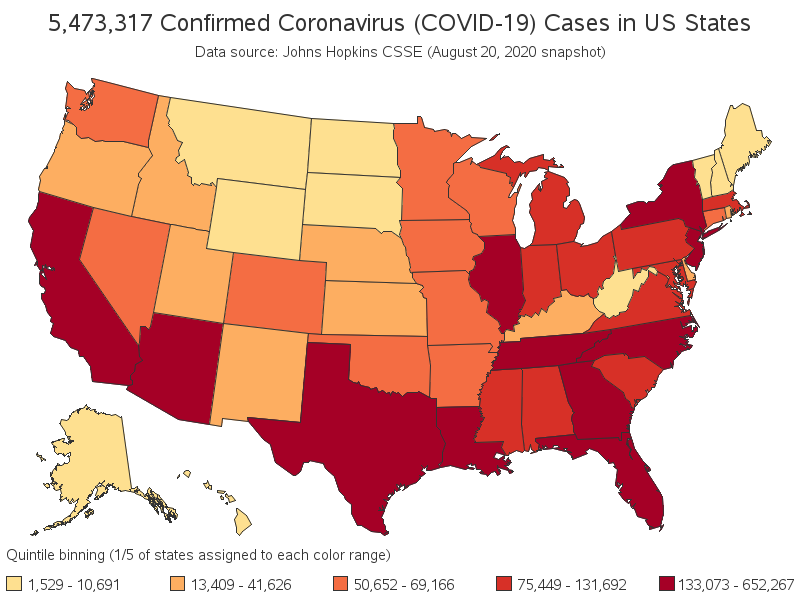 5,473,317 Confirmed Coronavirus (COVID-19) Cases in US States
Data source: Johns Hopkins CSSE (August 20, 2020 snapshot)
Quintile binning (1/5 of states assigned to each color range)
1,529 - 10,691 13,409 - 41,626 50,652 - 69,166 75,449 - 131,692 133,073 - 652,267